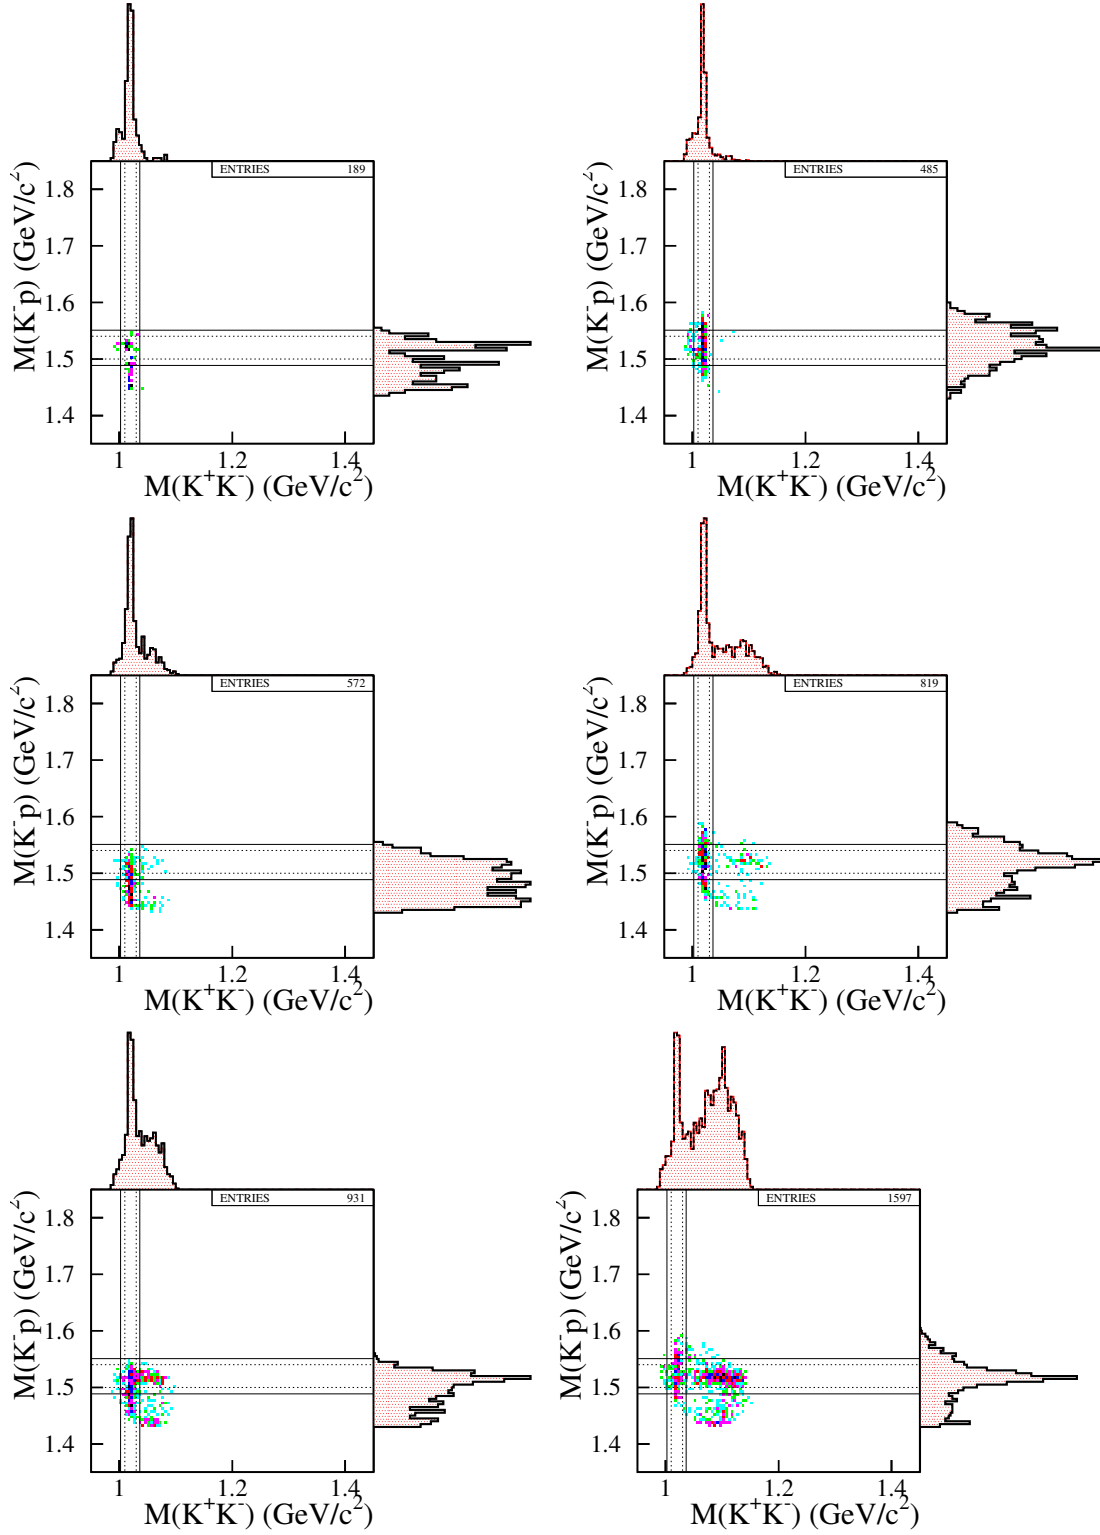 ENTRIES 189
1.8
1.7
1.6
1.5
1.4
M(K⁻p) (GeV/c²)
1 1.2 1.4
M(K⁺K⁻) (GeV/c²)
ENTRIES 485
1.8
1.7
1.6
1.5
1.4
M(K⁻p) (GeV/c²)
1 1.2 1.4
M(K⁺K⁻) (GeV/c²)
ENTRIES 572
1.8
1.7
1.6
1.5
1.4
M(K⁻p) (GeV/c²)
1 1.2 1.4
M(K⁺K⁻) (GeV/c²)
ENTRIES 819
1.8
1.7
1.6
1.5
1.4
M(K⁻p) (GeV/c²)
1 1.2 1.4
M(K⁺K⁻) (GeV/c²)
ENTRIES 931
1.8
1.7
1.6
1.5
1.4
M(K⁻p) (GeV/c²)
1 1.2 1.4
M(K⁺K⁻) (GeV/c²)
ENTRIES 1597
1.8
1.7
1.6
1.5
1.4
M(K⁻p) (GeV/c²)
1 1.2 1.4
M(K⁺K⁻) (GeV/c²)